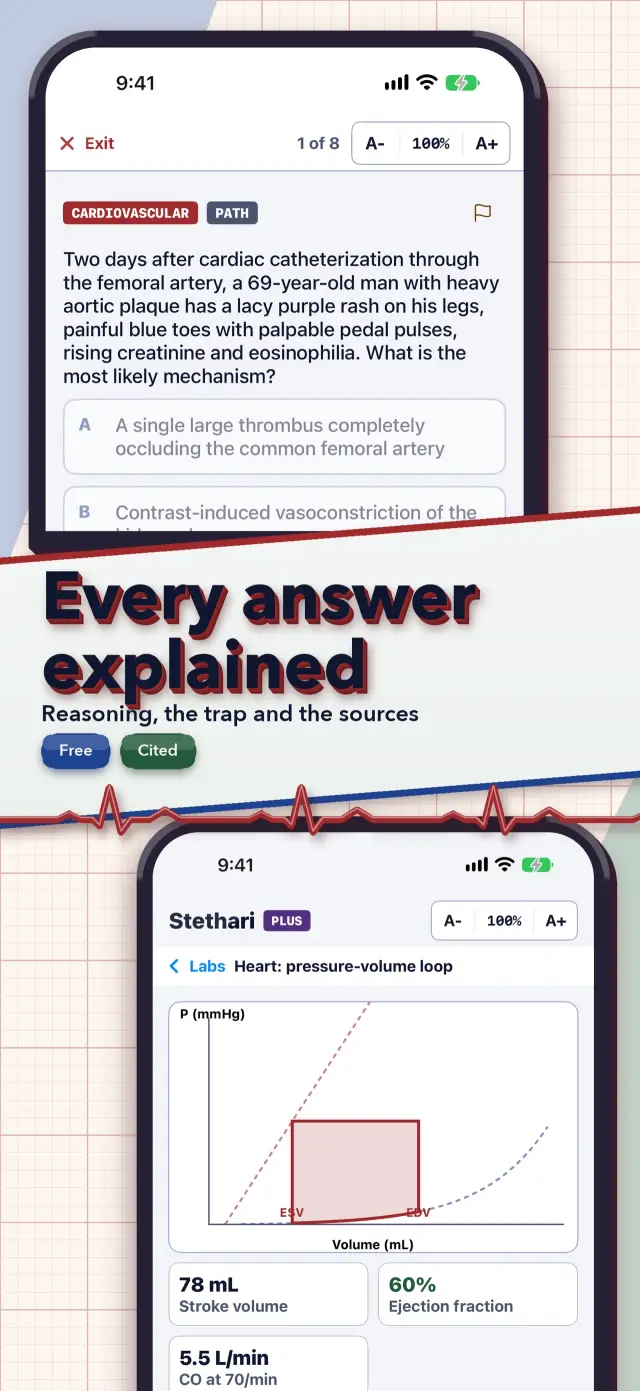 9:41
Exit
1 of 8
A- 100% A+
CARDIOVASCULAR PATH
Two days after cardiac catheterization through
the femoral artery, a 69-year-old man with heavy
aortic plaque has a lacy purple rash on his legs,
painful blue toes with palpable pedal pulses,
rising creatinine and eosinophilia. What is the
most likely mechanism?
A A single large thrombus completely
occluding the common femoral artery
B Contrast-induced vasoconstriction of the
Every answer
explained
Reasoning, the trap and the sources
Free Cited
9:41
Stethari PLUS
A- 100% A+
Labs Heart: pressure-volume loop
P (mmHg)
ESV EDV
Volume (mL)
78 mL
Stroke volume
60%
Ejection fraction
5.5 L/min
CO at 70/min